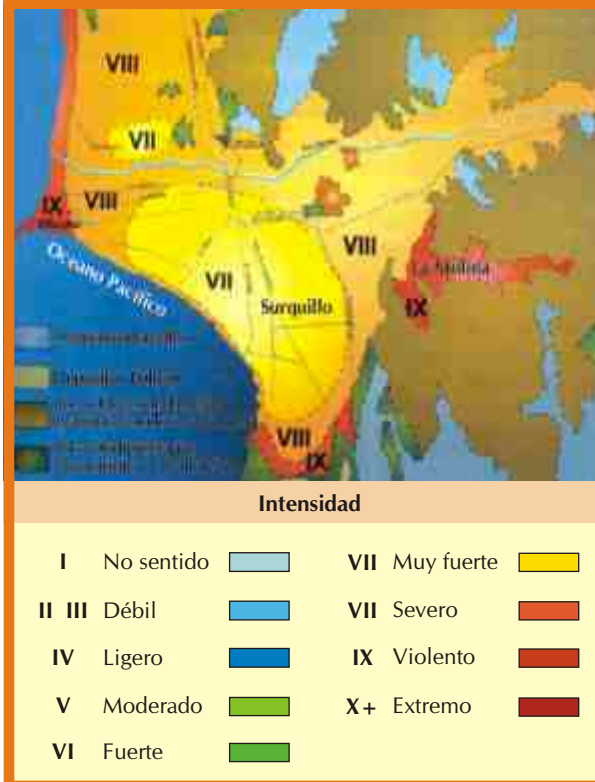 VIII
VII
IX
VIII
Oceano Pacífico
VII
VIII
La Molina
Surquillo
IX
VIII
IX
Intensidad
I No sentido
II III Débil
IV Ligero
V Moderado
VI Fuerte
VII Muy fuerte
VII Severo
IX Violento
X+ Extremo